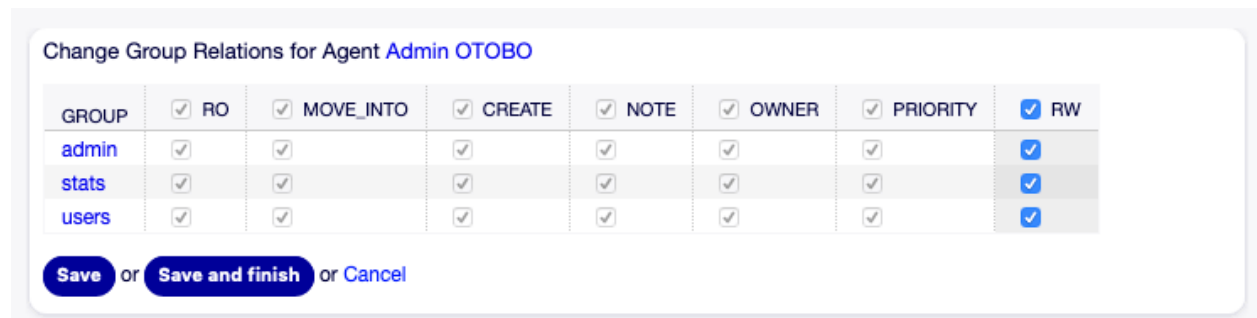 Change Group Relations for Agent Admin OTOBO
GROUP RO MOVE_INTO CREATE NOTE OWNER PRIORITY RW
admin
stats
users
Save or Save and finish or Cancel